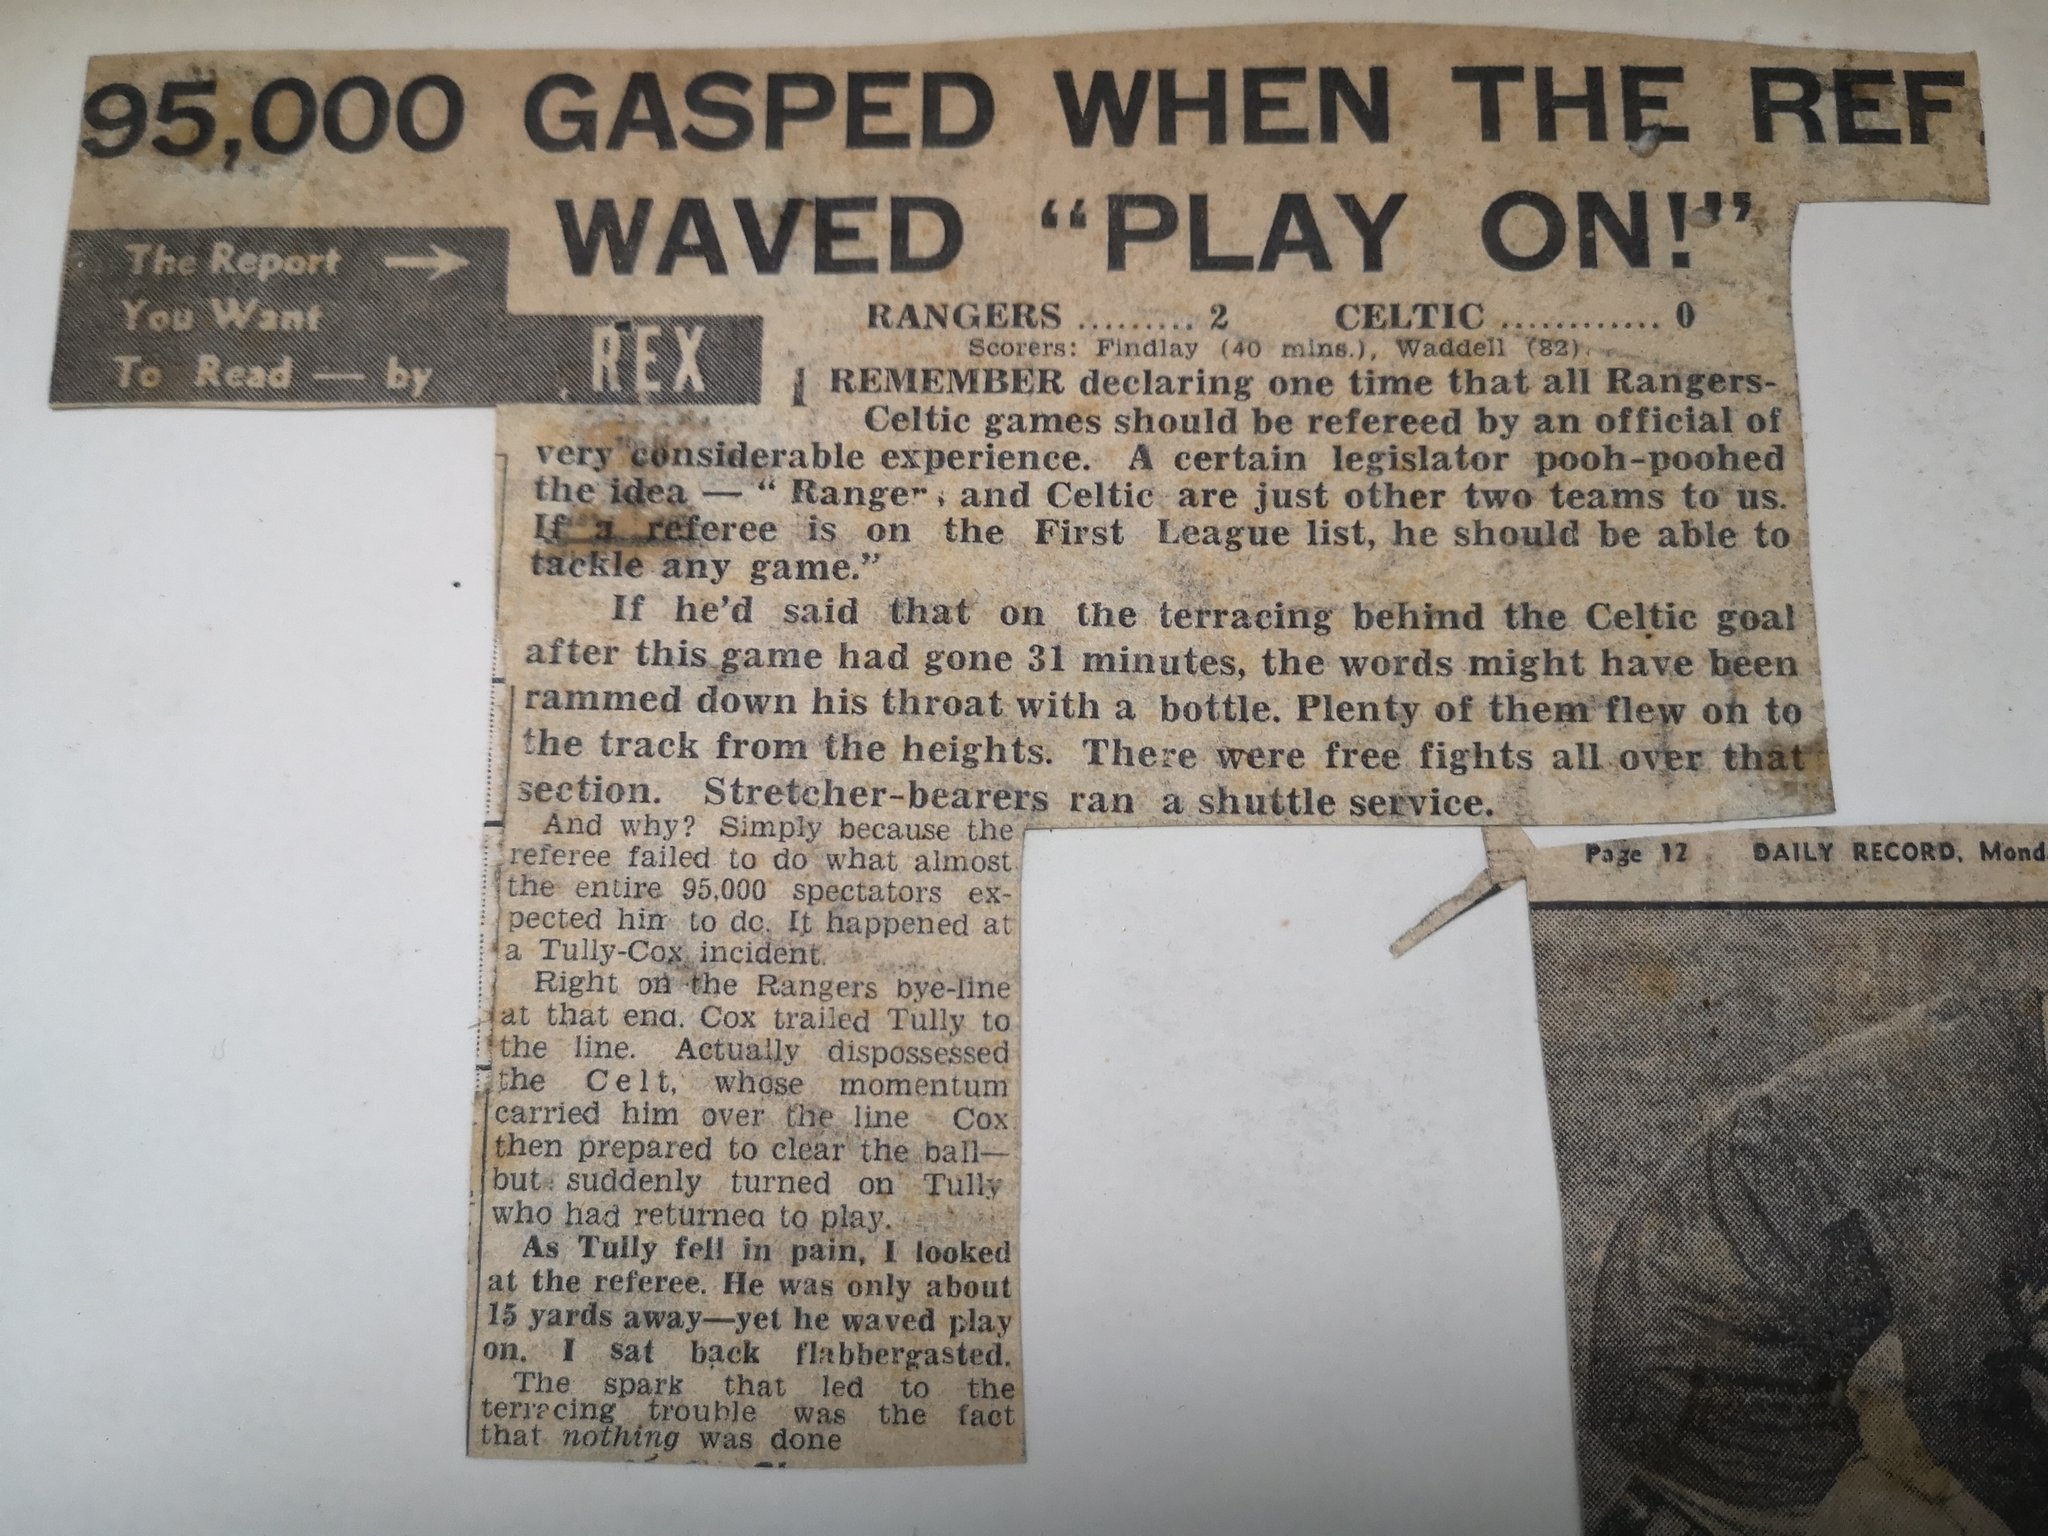 95,000 GASPED WHEN THE REF.
WAVED “PLAY ON!”
The Report →
You Want
To Read — by
REX
RANGERS ......... 2 CELTIC ............ 0
Scorers: Findlay (40 mins.), Waddell (82).
I REMEMBER declaring one time that all Rangers-
Celtic games should be refereed by an official of
very considerable experience. A certain legislator pooh-poohed
the idea — “ Rangers and Celtic are just other two teams to us.
If a referee is on the First League list, he should be able to
tackle any game.”
If he’d said that on the terracing behind the Celtic goal
after this game had gone 31 minutes, the words might have been
rammed down his throat with a bottle. Plenty of them flew on to
the track from the heights. There were free fights all over that
section. Stretcher-bearers ran a shuttle service.
And why? Simply because the
referee failed to do what almost
the entire 95,000 spectators ex-
pected him to do. It happened at
a Tully-Cox incident.
Right on the Rangers bye-line
at that end. Cox trailed Tully to
the line. Actually dispossessed
the Celt, whose momentum
carried him over the line Cox
then prepared to clear the ball—
but suddenly turned on Tully
who had returned to play.
As Tully fell in pain, I looked
at the referee. He was only about
15 yards away—yet he waved play
on. I sat back flabbergasted.
The spark that led to the
terracing trouble was the fact
that nothing was done
Page 12 DAILY RECORD, Mond